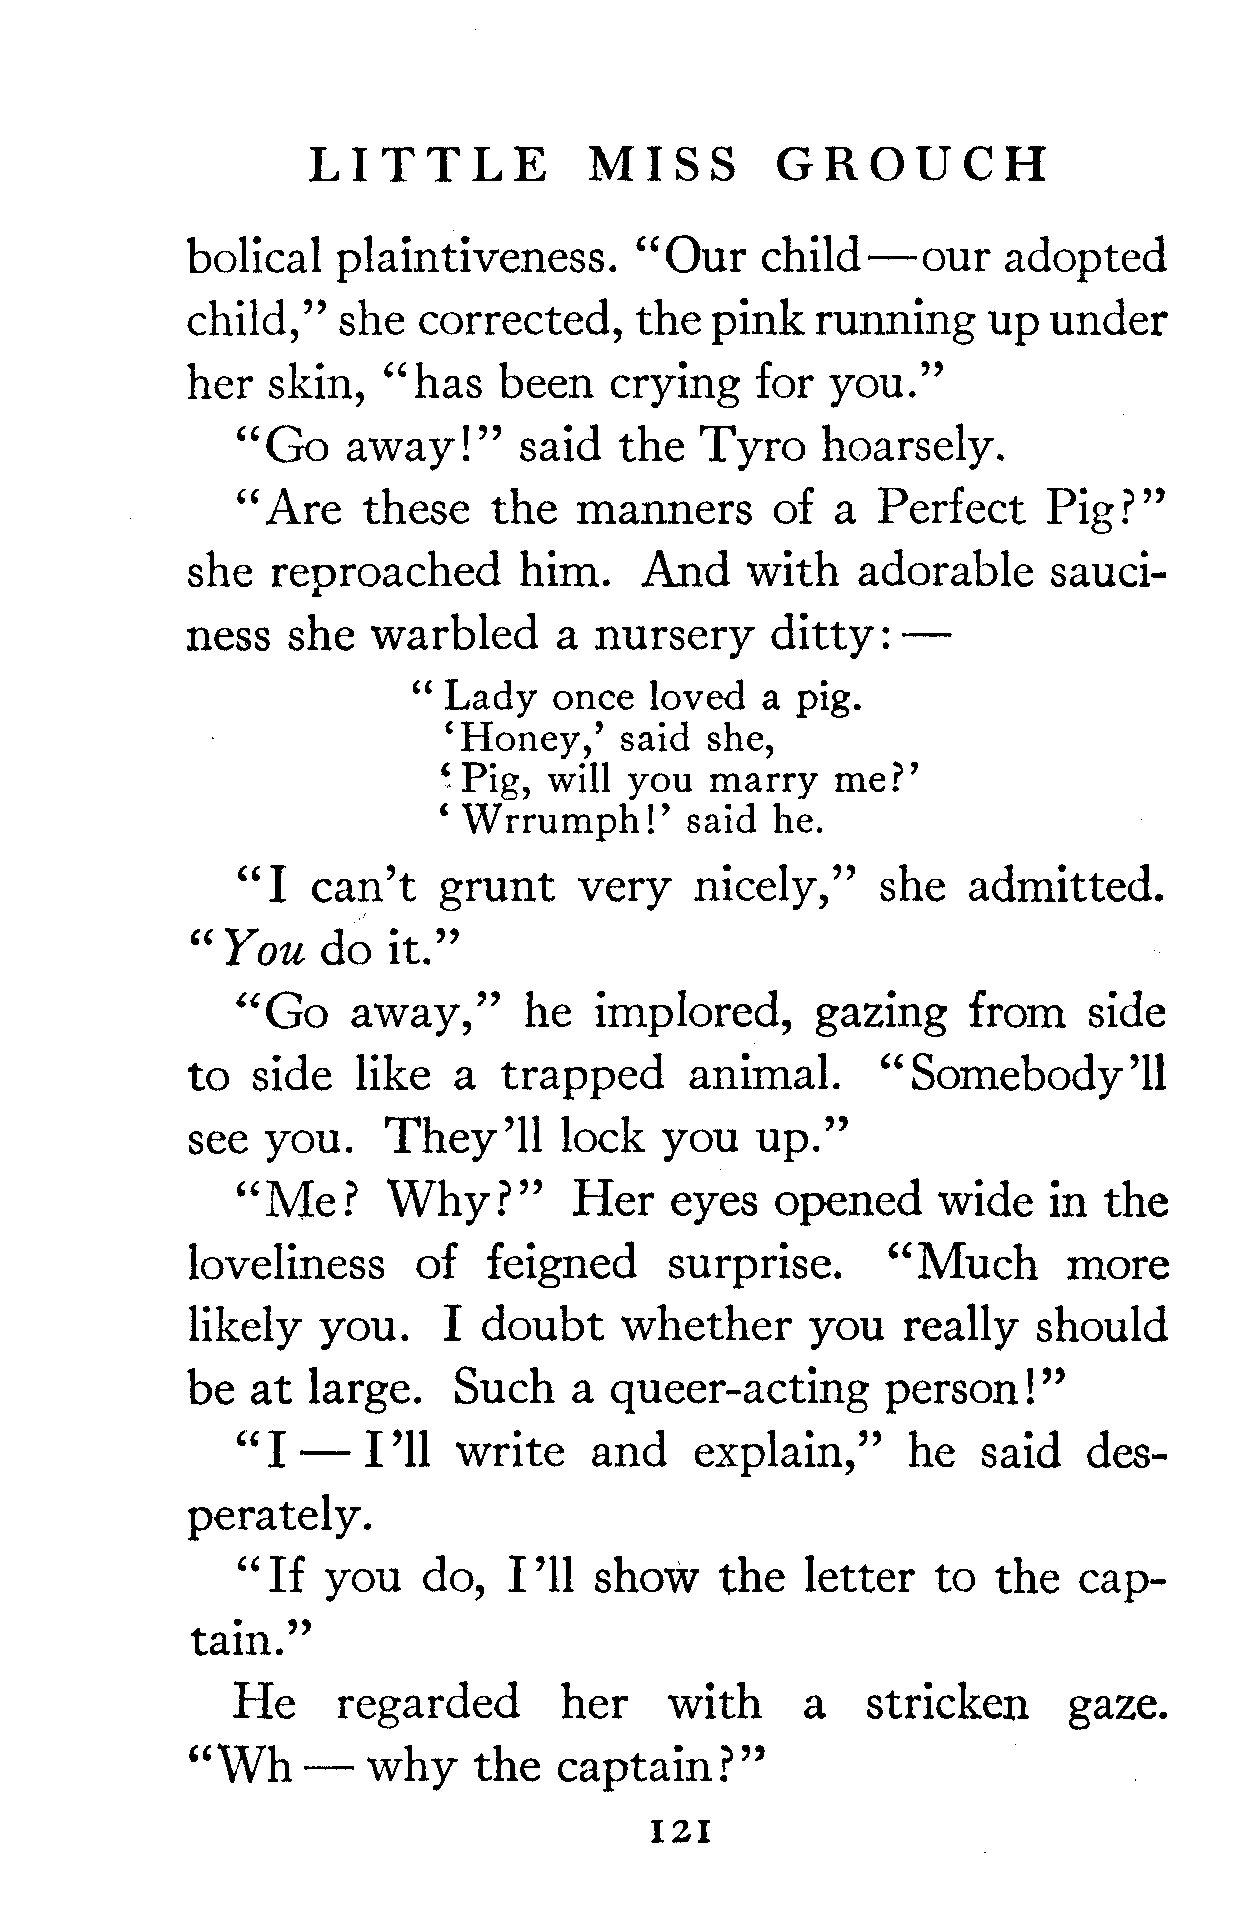 LITTLE MISS GROUCH
bolical plaintiveness. “Our child—our adopted
child,” she corrected, the pink running up under
her skin, “has been crying for you.”
“Go away!” said the Tyro hoarsely.
“Are these the manners of a Perfect Pig?”
she reproached him. And with adorable sauci-
ness she warbled a nursery ditty:—
“Lady once loved a pig.
‘Honey,’ said she,
‘Pig, will you marry me?’
‘Wrrumph!’ said he.
“I can’t grunt very nicely,” she admitted.
“You do it.”
“Go away,” he implored, gazing from side
to side like a trapped animal. “Somebody’ll
see you. They’ll lock you up.”
“Me? Why?” Her eyes opened wide in the
loveliness of feigned surprise. “Much more
likely you. I doubt whether you really should
be at large. Such a queer-acting person!”
“I — I’ll write and explain,” he said des-
perately.
“If you do, I’ll show the letter to the cap-
tain.”
He regarded her with a stricken gaze.
“Wh — why the captain?”
121